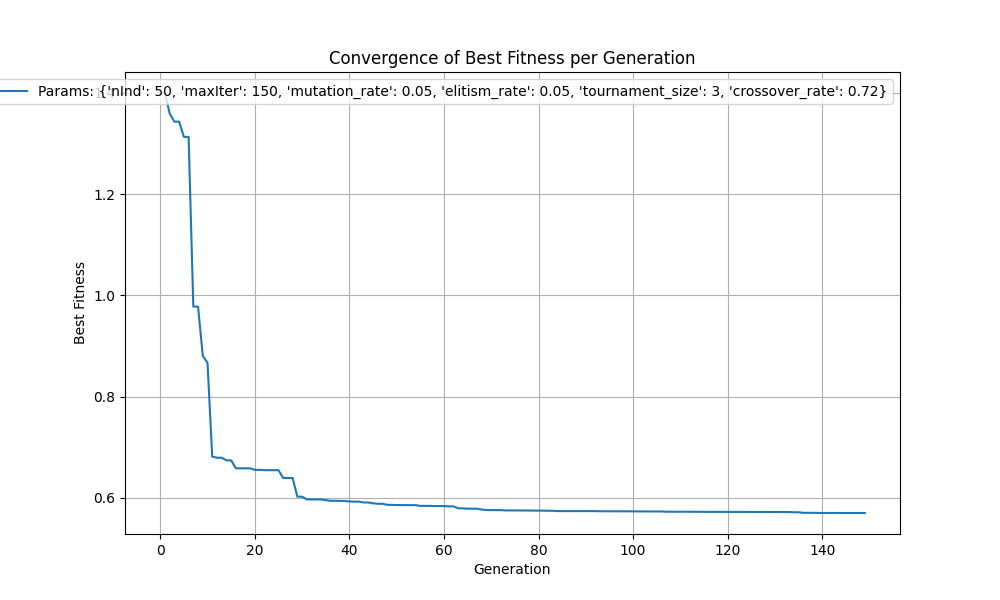 Convergence of Best Fitness per Generation
Params: {'nInd': 50, 'maxIter': 150, 'mutation_rate': 0.05, 'elitism_rate': 0.05, 'tournament_size': 3, 'crossover_rate': 0.72}
1.2
1.0
0.8
0.6
Best Fitness
0 20 40 60 80 100 120 140
Generation